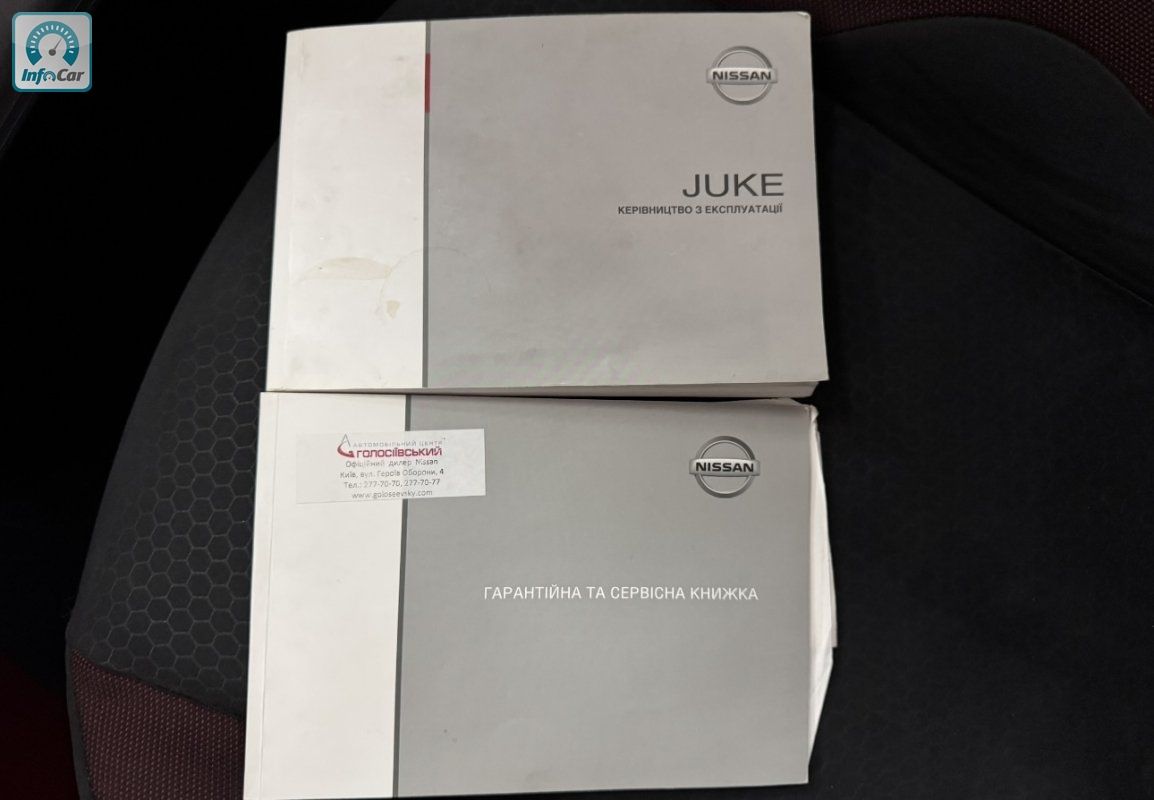 InfoCar
NISSAN
JUKE
КЕРІВНИЦТВО З ЕКСПЛУАТАЦІЇ
АВТОМОБІЛЬНИЙ ЦЕНТР
ГОЛОСІЇВСЬКИЙ
Офіційний дилер Nissan
Київ, вул. Героїв Оборони, 4
Тел.: 277-70-70, 277-70-77
www.goloseevsky.com
NISSAN
ГАРАНТІЙНА ТА СЕРВІСНА КНИЖКА